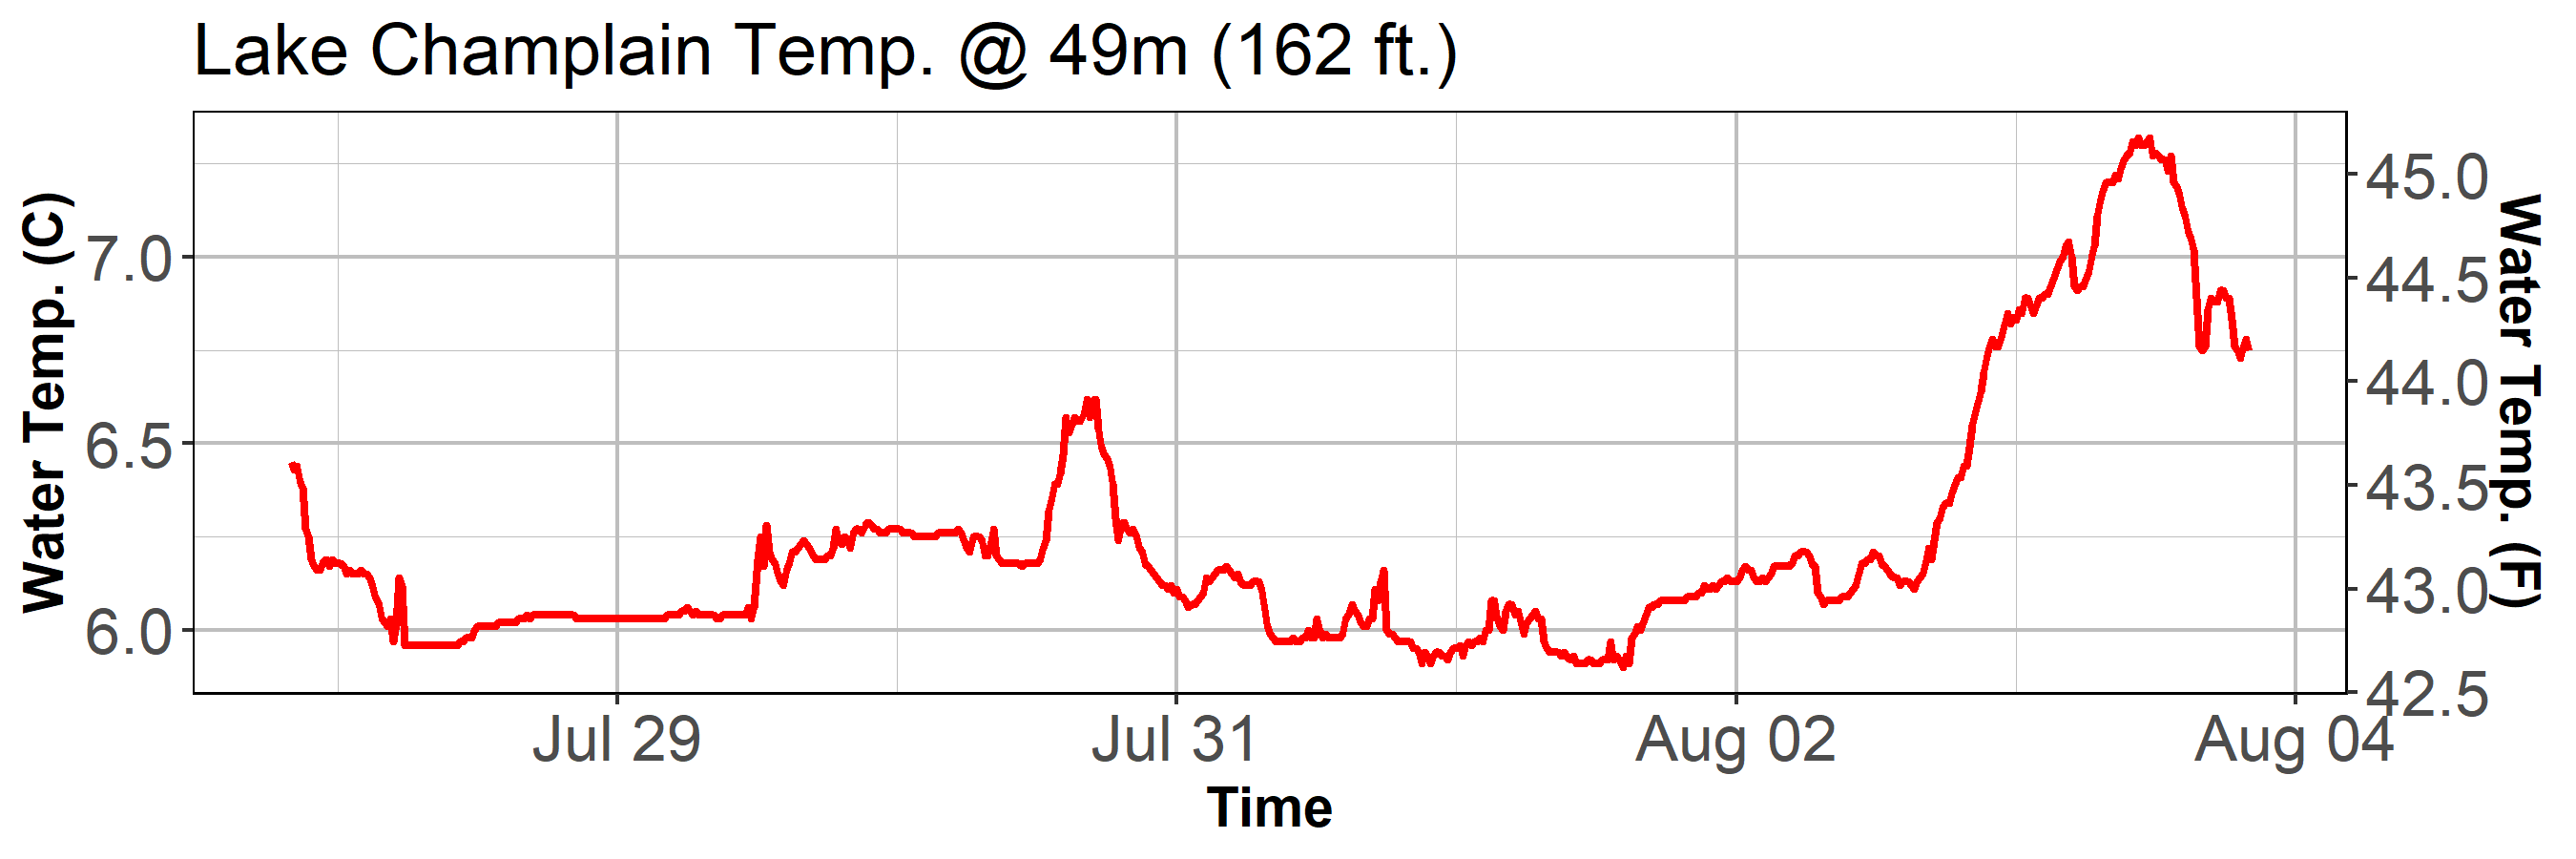 Lake Champlain Temp. @ 49m (162 ft.)
Water Temp. (C)
7.0
6.5
6.0
45.0
44.5
44.0
43.5
43.0
42.5
Water Temp. (F)
Jul 29 Jul 31 Aug 02 Aug 04
Time